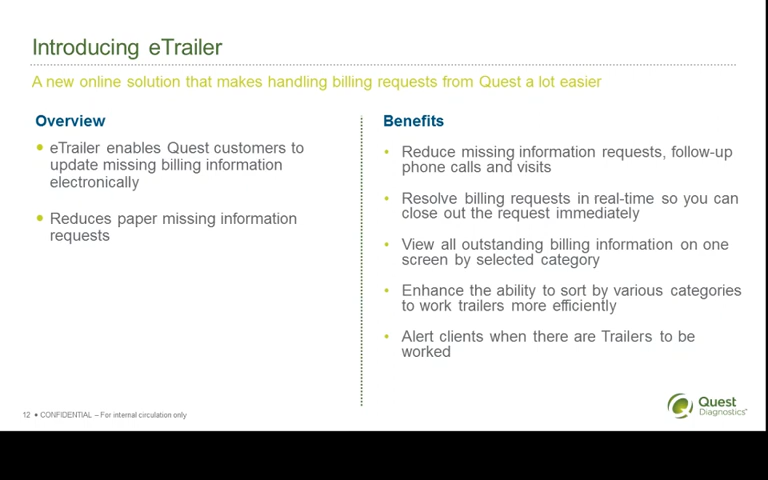 Introducing eTrailer
A new online solution that makes handling billing requests from Quest a lot easier
Overview
• eTrailer enables Quest customers to
update missing billing information
electronically
• Reduces paper missing information
requests
Benefits
• Reduce missing information requests, follow-up
phone calls and visits
• Resolve billing requests in real-time so you can
close out the request immediately
• View all outstanding billing information on one
screen by selected category
• Enhance the ability to sort by various categories
to work trailers more efficiently
• Alert clients when there are Trailers to be
worked
12 • CONFIDENTIAL – For internal circulation only
Quest
Diagnostics®